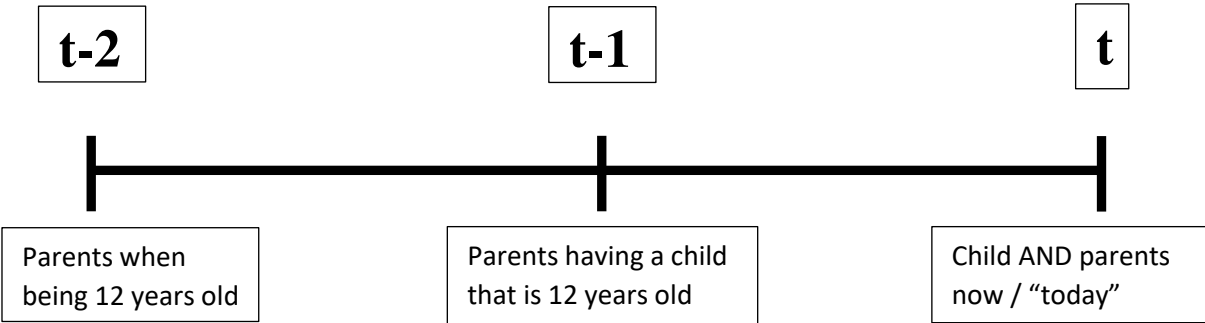 t-2
t-1
t
Parents when
being 12 years old
Parents having a child
that is 12 years old
Child AND parents
now / “today”